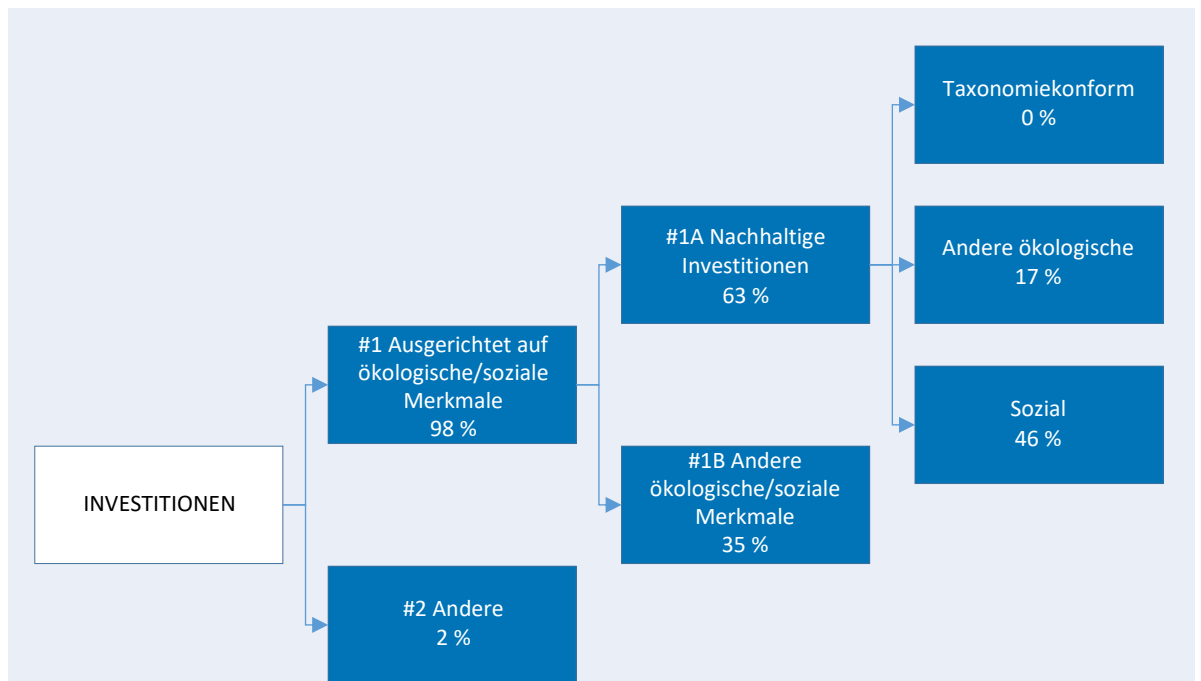 INVESTITIONEN
#1 Ausgerichtet auf
ökologische/soziale
Merkmale
98 %
#2 Andere
2 %
#1A Nachhaltige
Investitionen
63 %
#1B Andere
ökologische/soziale
Merkmale
35 %
Taxonomiekonform
0 %
Andere ökologische
17 %
Sozial
46 %